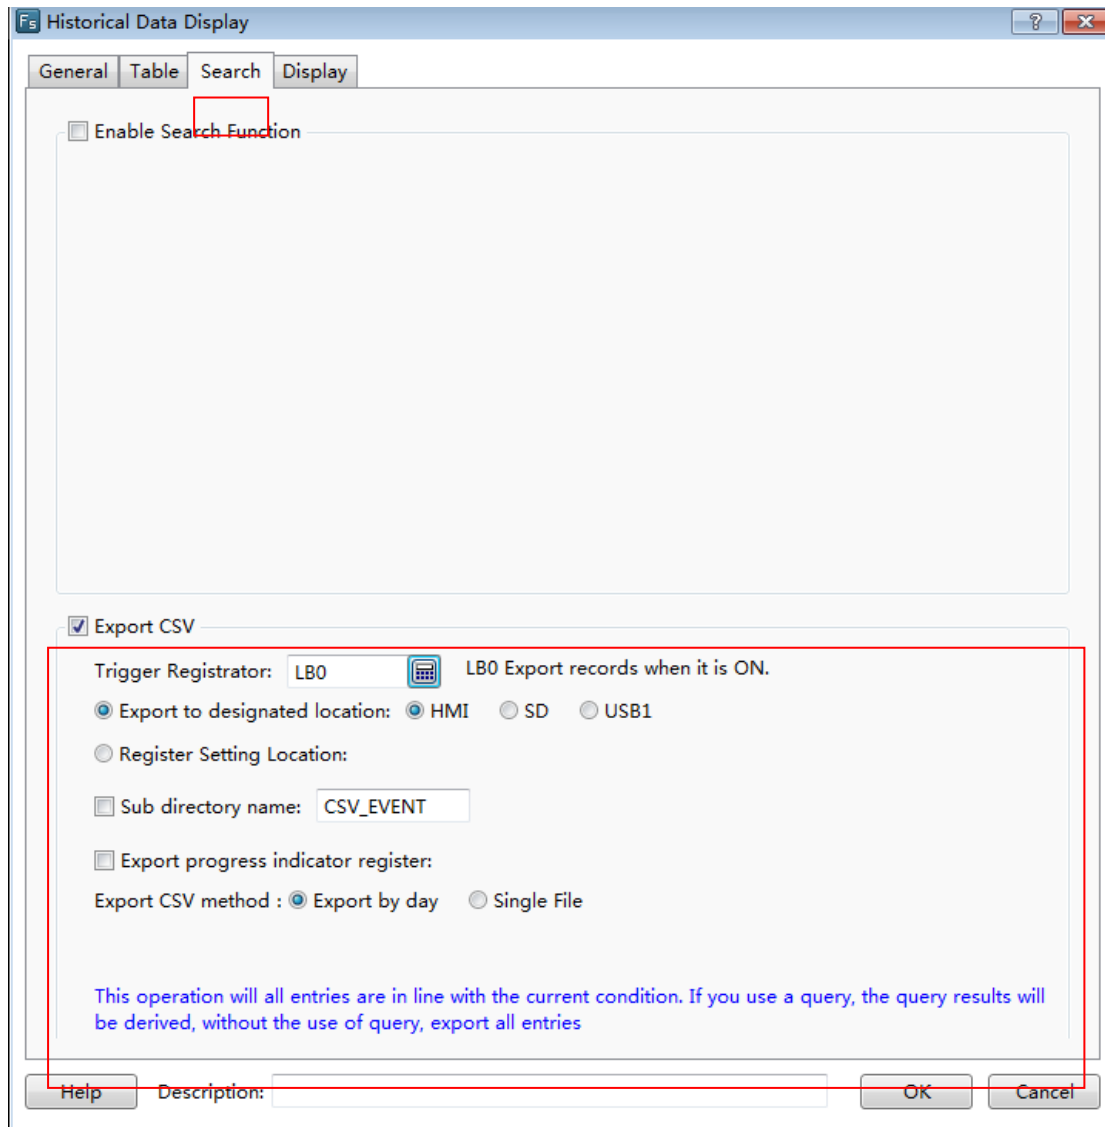 Fs Historical Data Display
General Table Search Display
Enable Search Function
Export CSV
Trigger Registrator: LB0 LB0 Export records when it is ON.
Export to designated location: HMI SD USB1
Register Setting Location:
Sub directory name: CSV_EVENT
Export progress indicator register:
Export CSV method : Export by day Single File
This operation will all entries are in line with the current condition. If you use a query, the query results will
be derived, without the use of query, export all entries
Help Description: OK Cancel